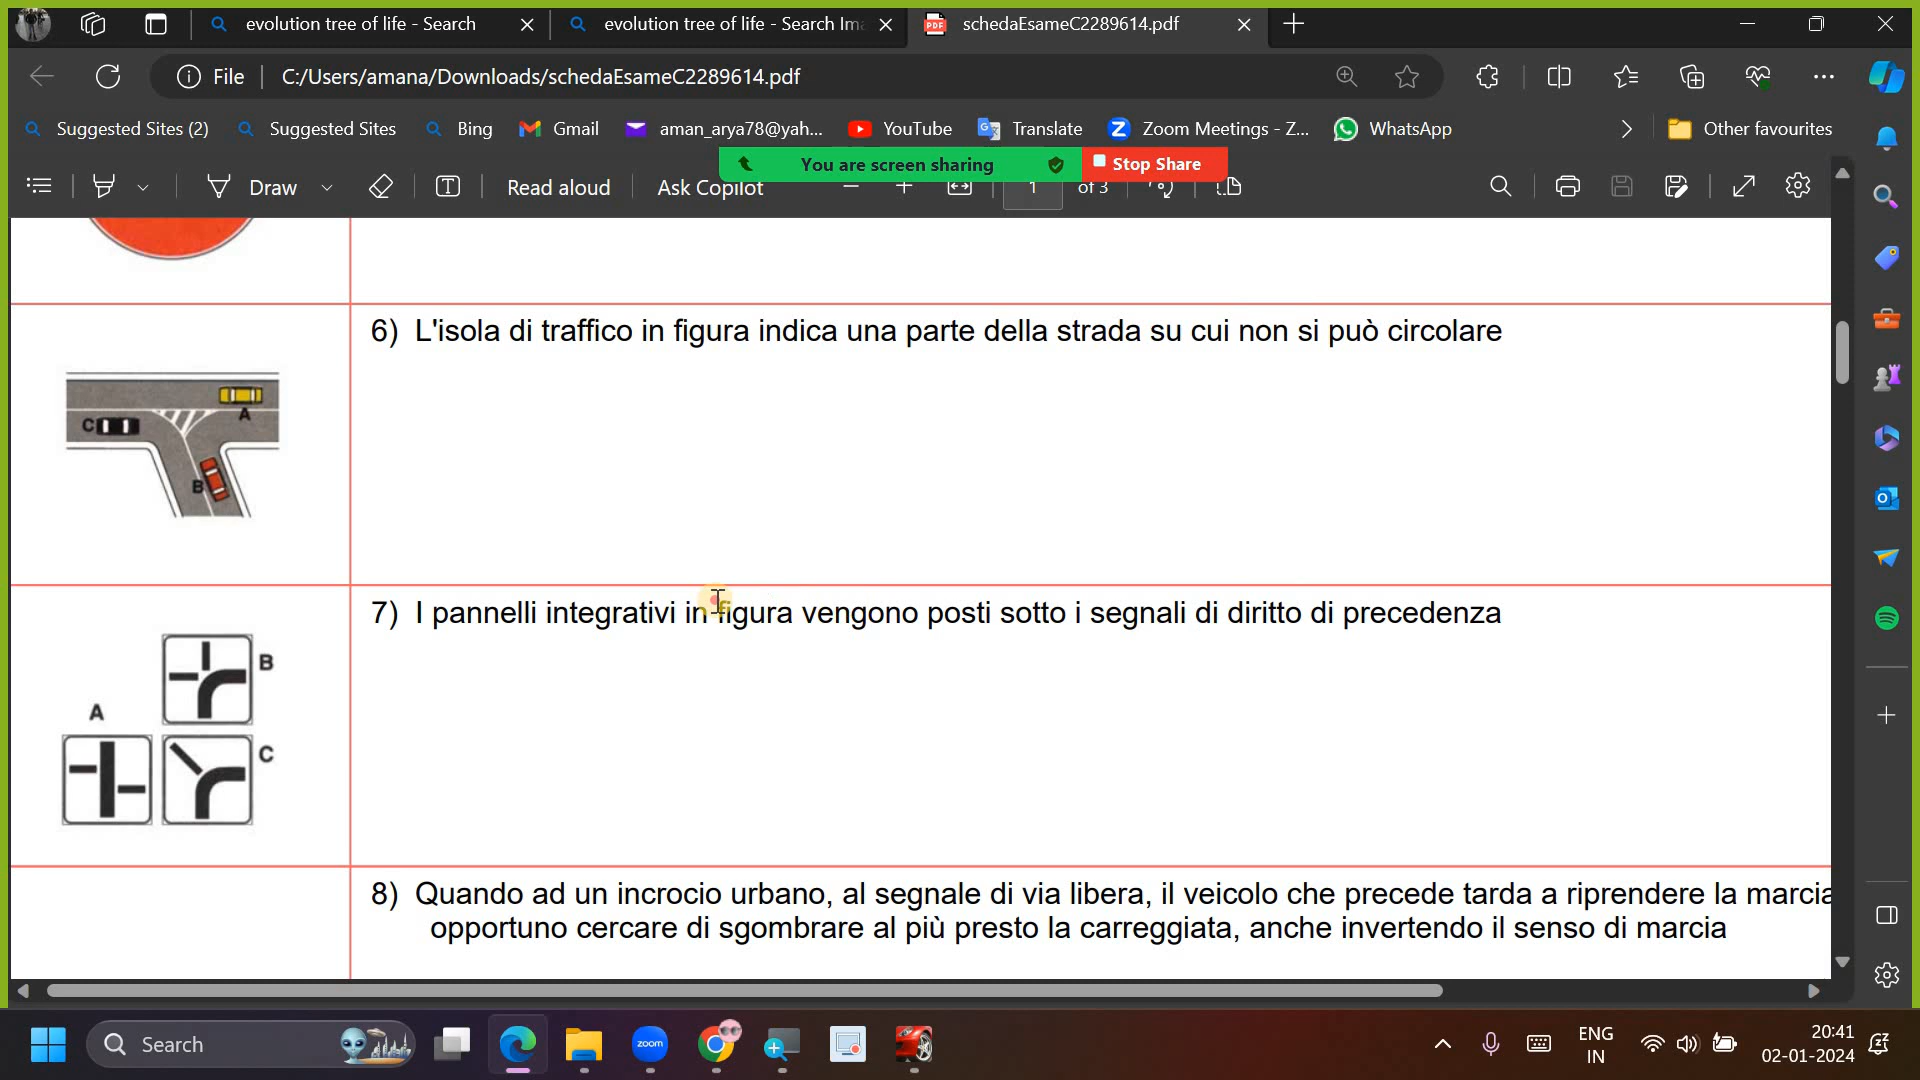 evolution tree of life - Search
evolution tree of life - Search Ima
schedaEsameC2289614.pdf
File
C:/Users/amana/Downloads/schedaEsameC2289614.pdf
Suggested Sites (2)
Suggested Sites
Bing
Gmail
aman_arya78@yah...
YouTube
Translate
Zoom Meetings - Z...
WhatsApp
Other favourites
You are screen sharing
Stop Share
Draw
Read aloud
Ask Copilot
1
of 3
6) L'isola di traffico in figura indica una parte della strada su cui non si può circolare
A
C
B
7) I pannelli integrativi in figura vengono posti sotto i segnali di diritto di precedenza
B
A
C
8) Quando ad un incrocio urbano, al segnale di via libera, il veicolo che precede tarda a riprendere la marcia
opportuno cercare di sgombrare al più presto la carreggiata, anche invertendo il senso di marcia
Search
zoom
ENG
IN
20:41
02-01-2024